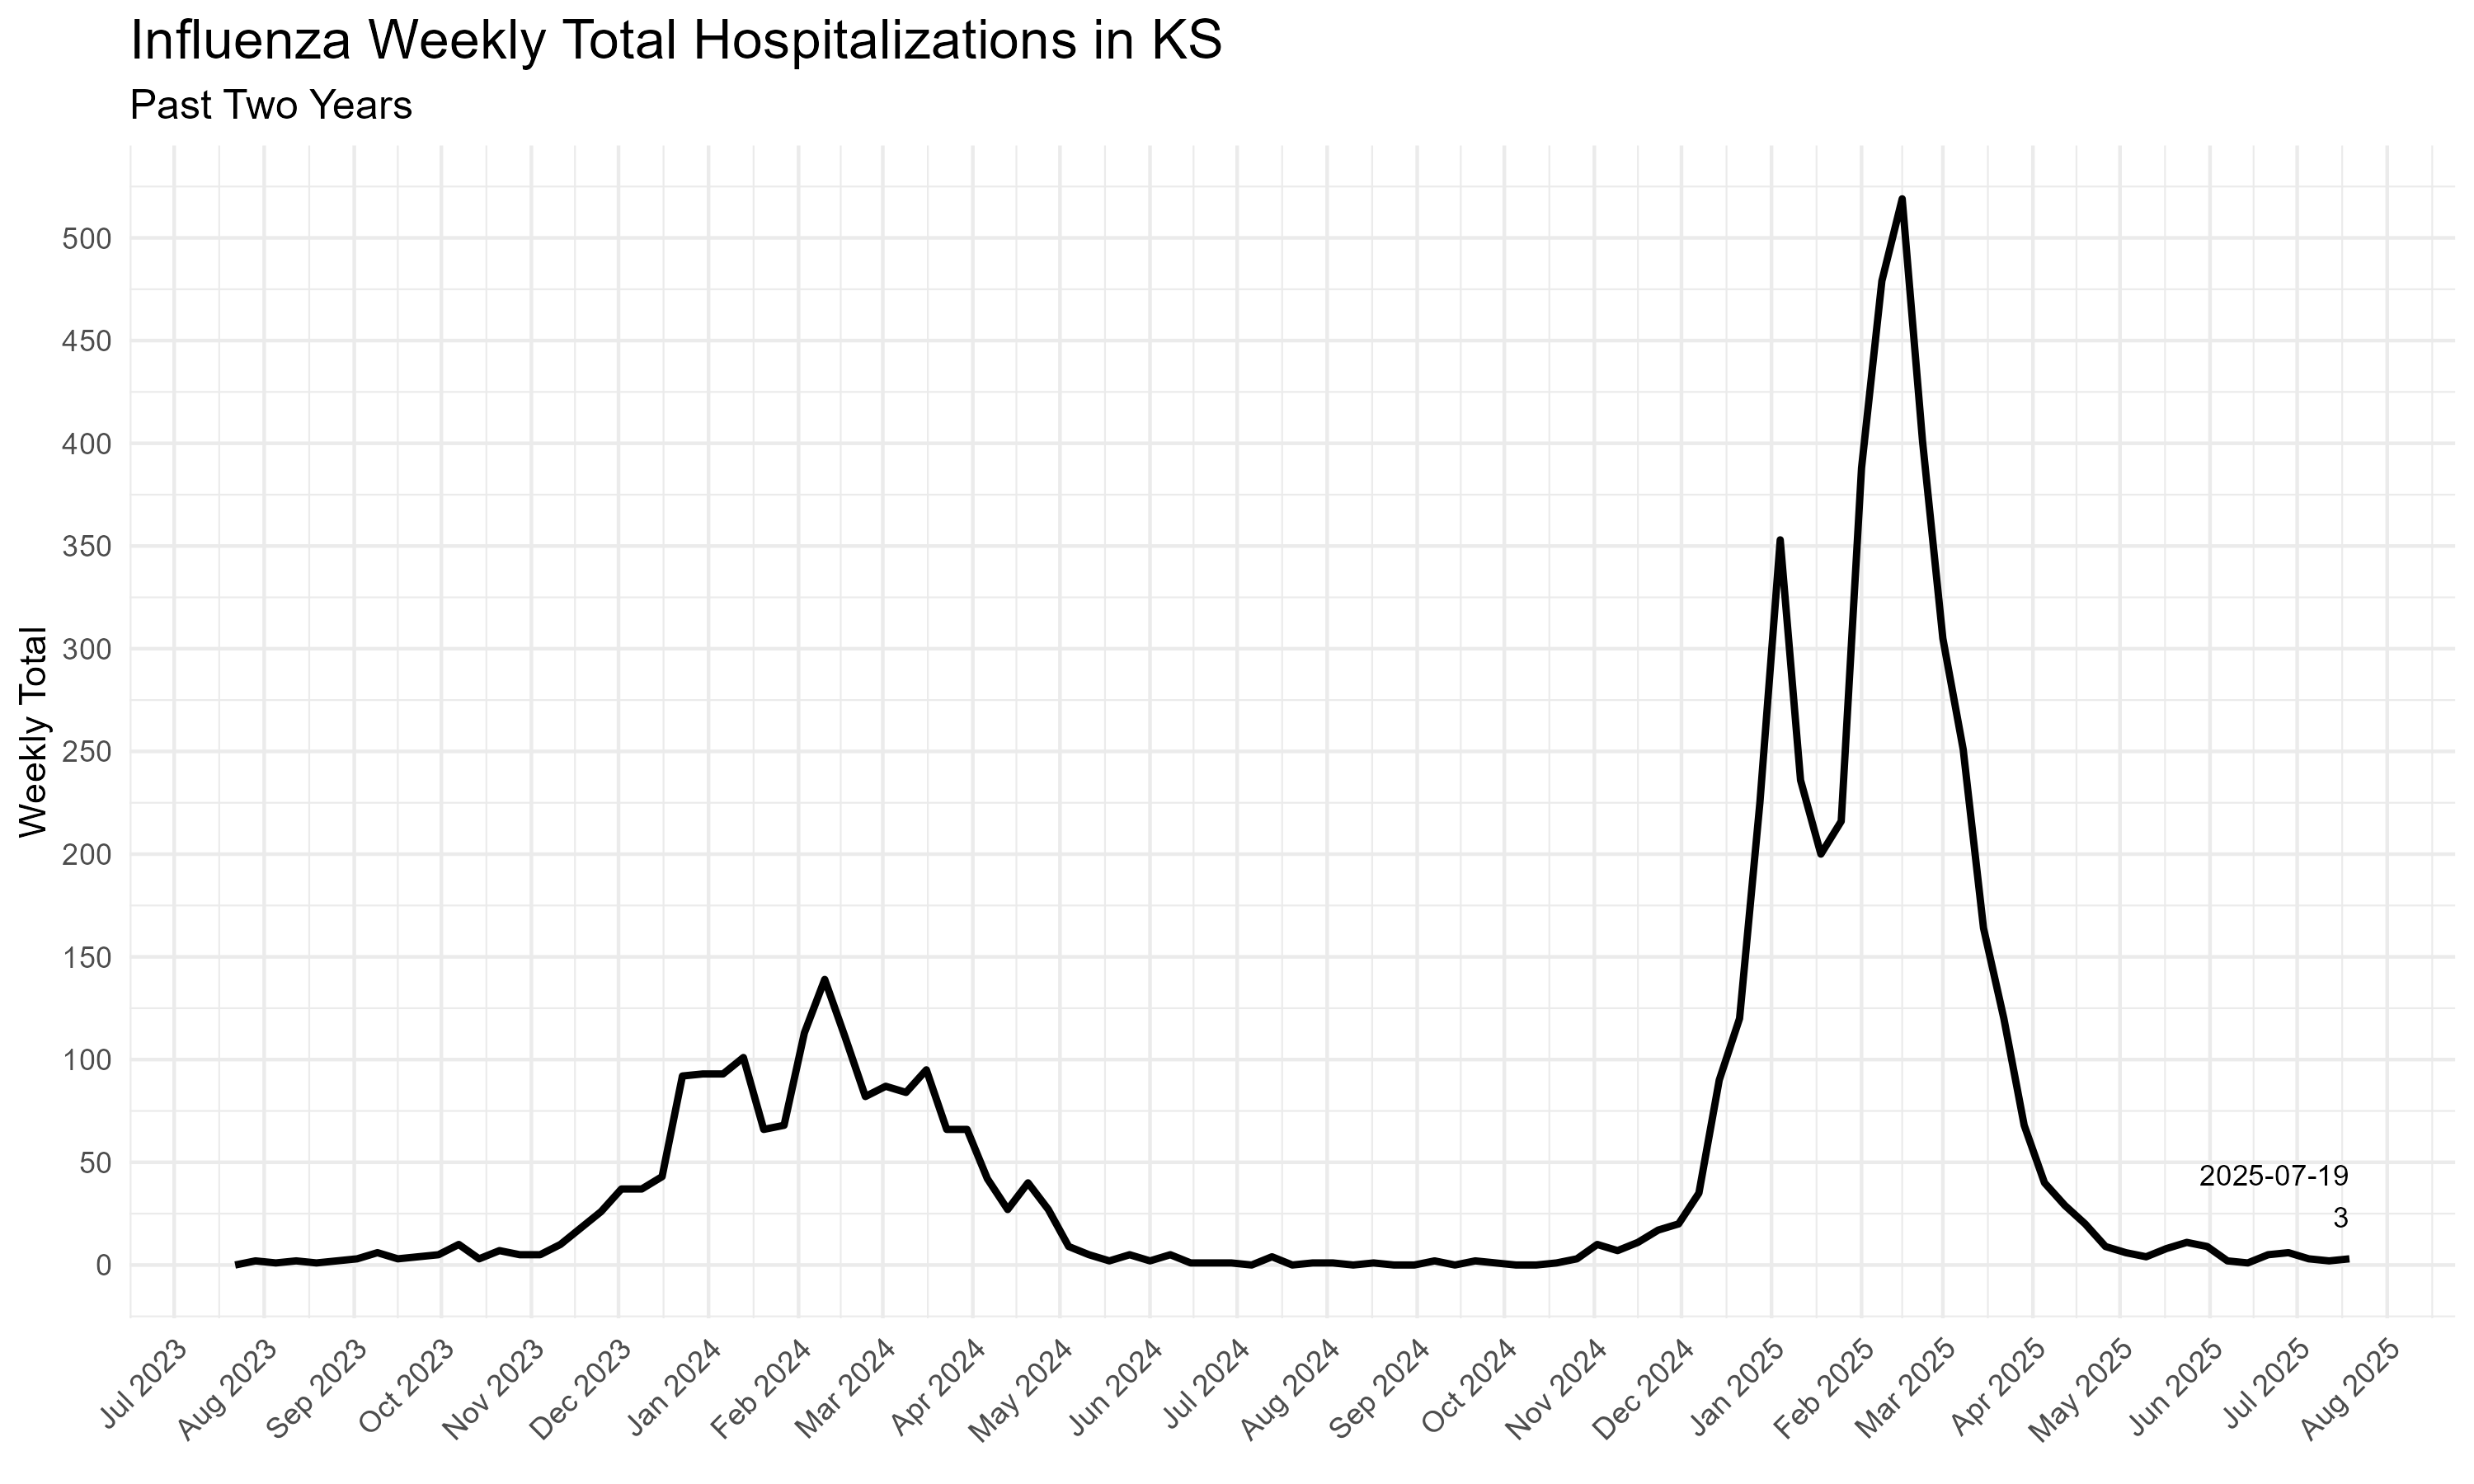 Influenza Weekly Total Hospitalizations in KS
Past Two Years
Weekly Total
500
450
400
350
300
250
200
150
100
50
0
2025-07-19
3
Jul 2023
Aug 2023
Sep 2023
Oct 2023
Nov 2023
Dec 2023
Jan 2024
Feb 2024
Mar 2024
Apr 2024
May 2024
Jun 2024
Jul 2024
Aug 2024
Sep 2024
Oct 2024
Nov 2024
Dec 2024
Jan 2025
Feb 2025
Mar 2025
Apr 2025
May 2025
Jun 2025
Jul 2025
Aug 2025